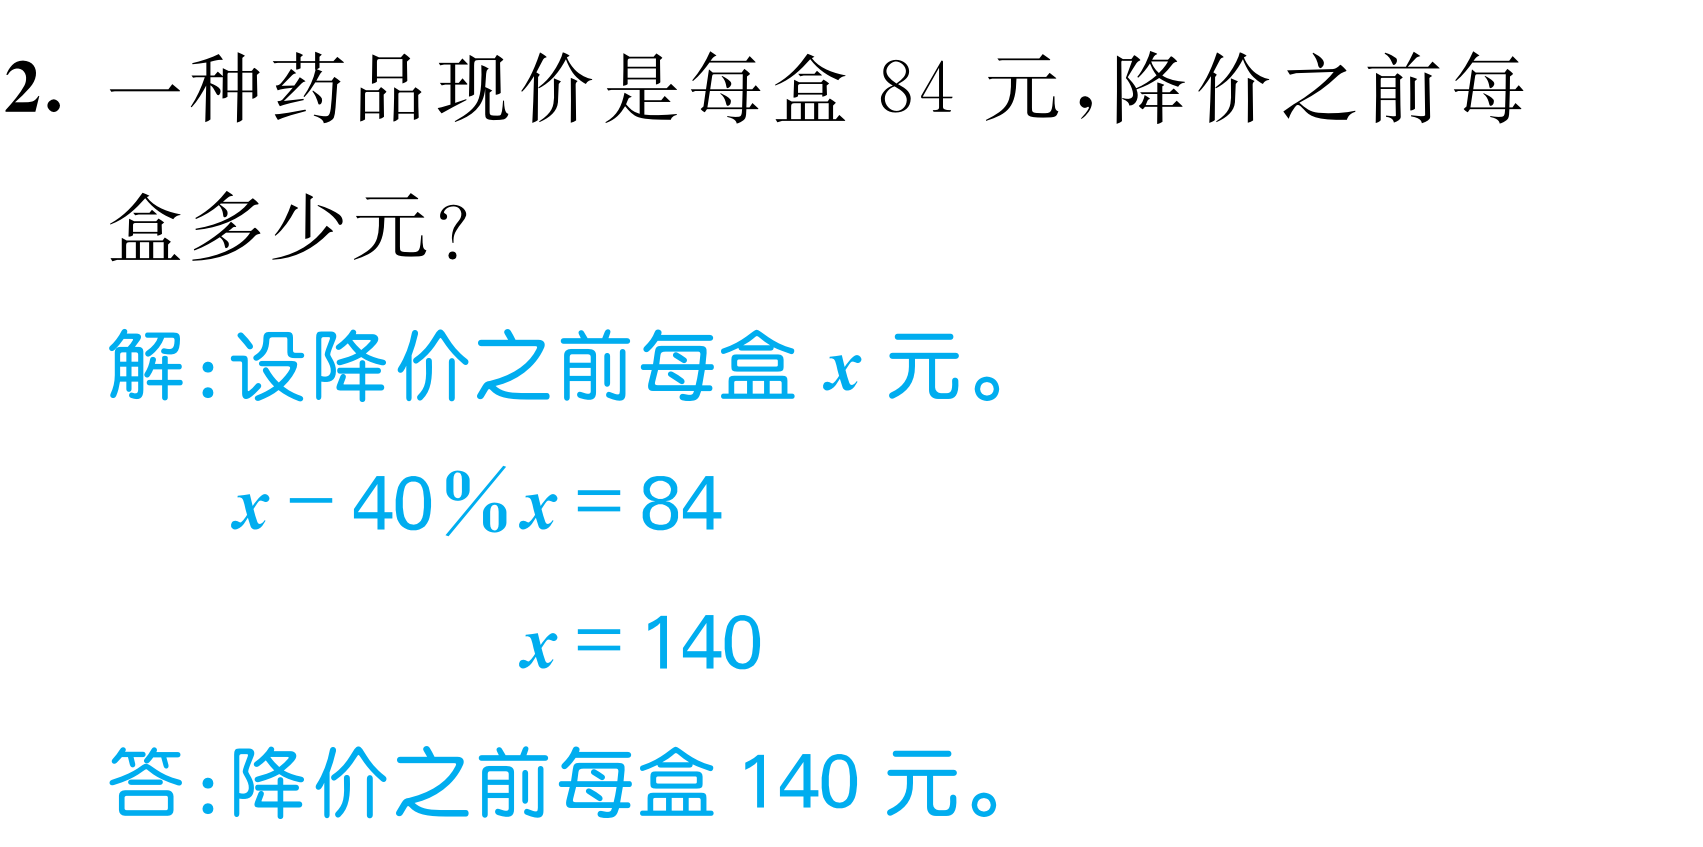 2. 一种药品现价是每盒 84 元,降价之前每
盒多少元?
解:设降价之前每盒 x 元。
x－40%x＝84
x＝140
答:降价之前每盒 140 元。